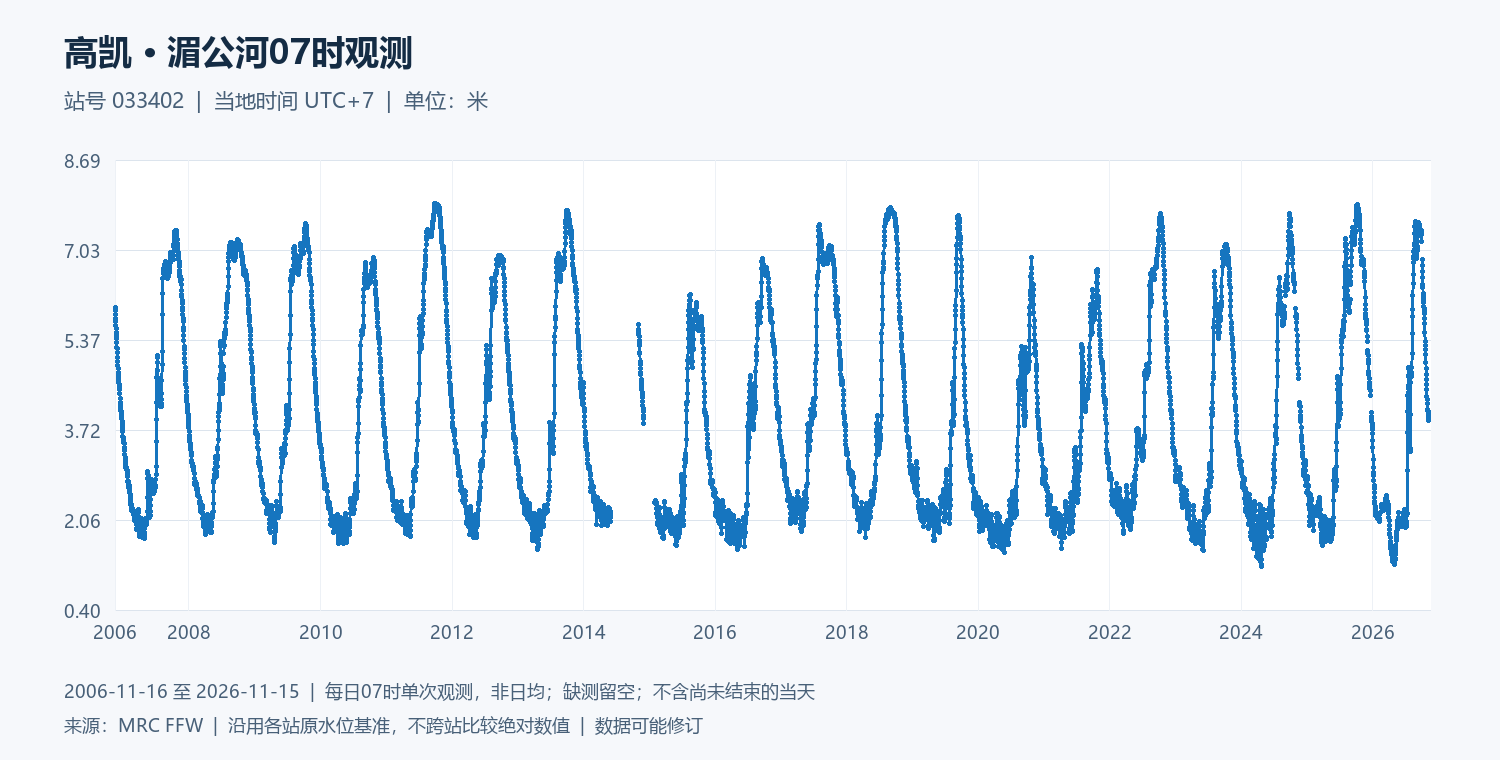 高凯·湄公河07时观测
站号 033402 | 当地时间 UTC+7 | 单位：米
8.69
7.03
5.37
3.72
2.06
0.40
2006 2008 2010 2012 2014 2016 2018 2020 2022 2024 2026
2006-11-16 至 2026-11-15 | 每日07时单次观测，非日均；缺测留空；不含尚未结束的当天
来源：MRC FFW | 沿用各站原水位基准，不跨站比较绝对数值 | 数据可能修订